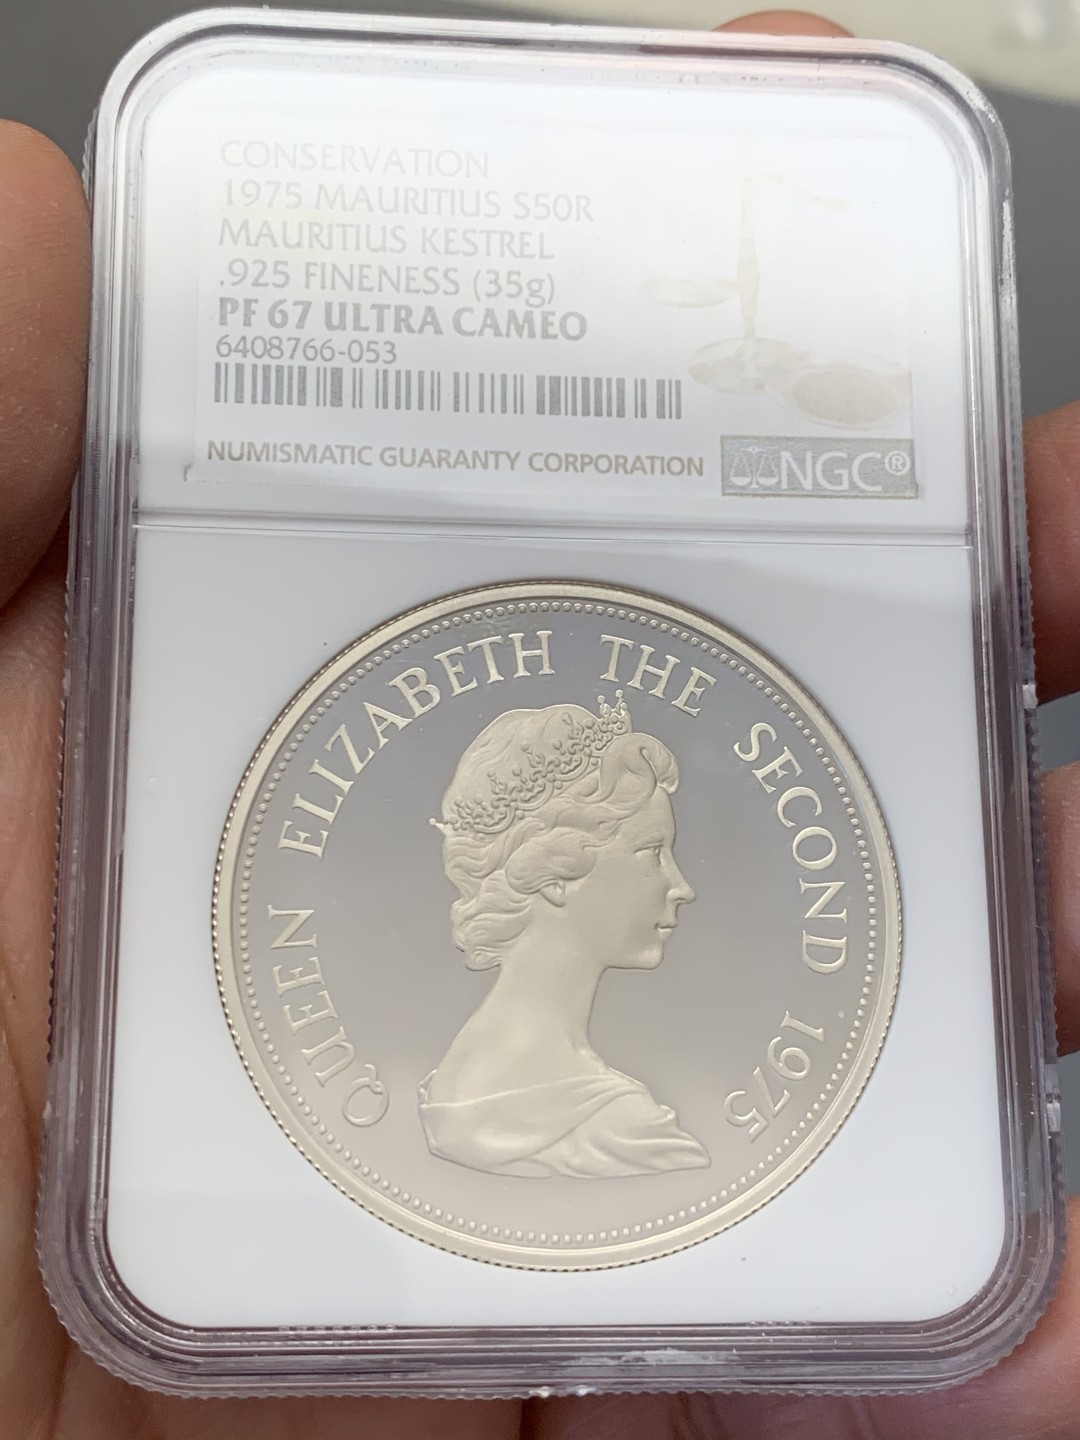 CONSERVATION
1975 MAURITIUS S50R
MAURITIUS KESTREL
.925 FINENESS (35g)
PF 67 ULTRA CAMEO
6408766-053
NUMISMATIC GUARANTY CORPORATION
NGC®
QUEEN ELIZABETH THE SECOND 1975